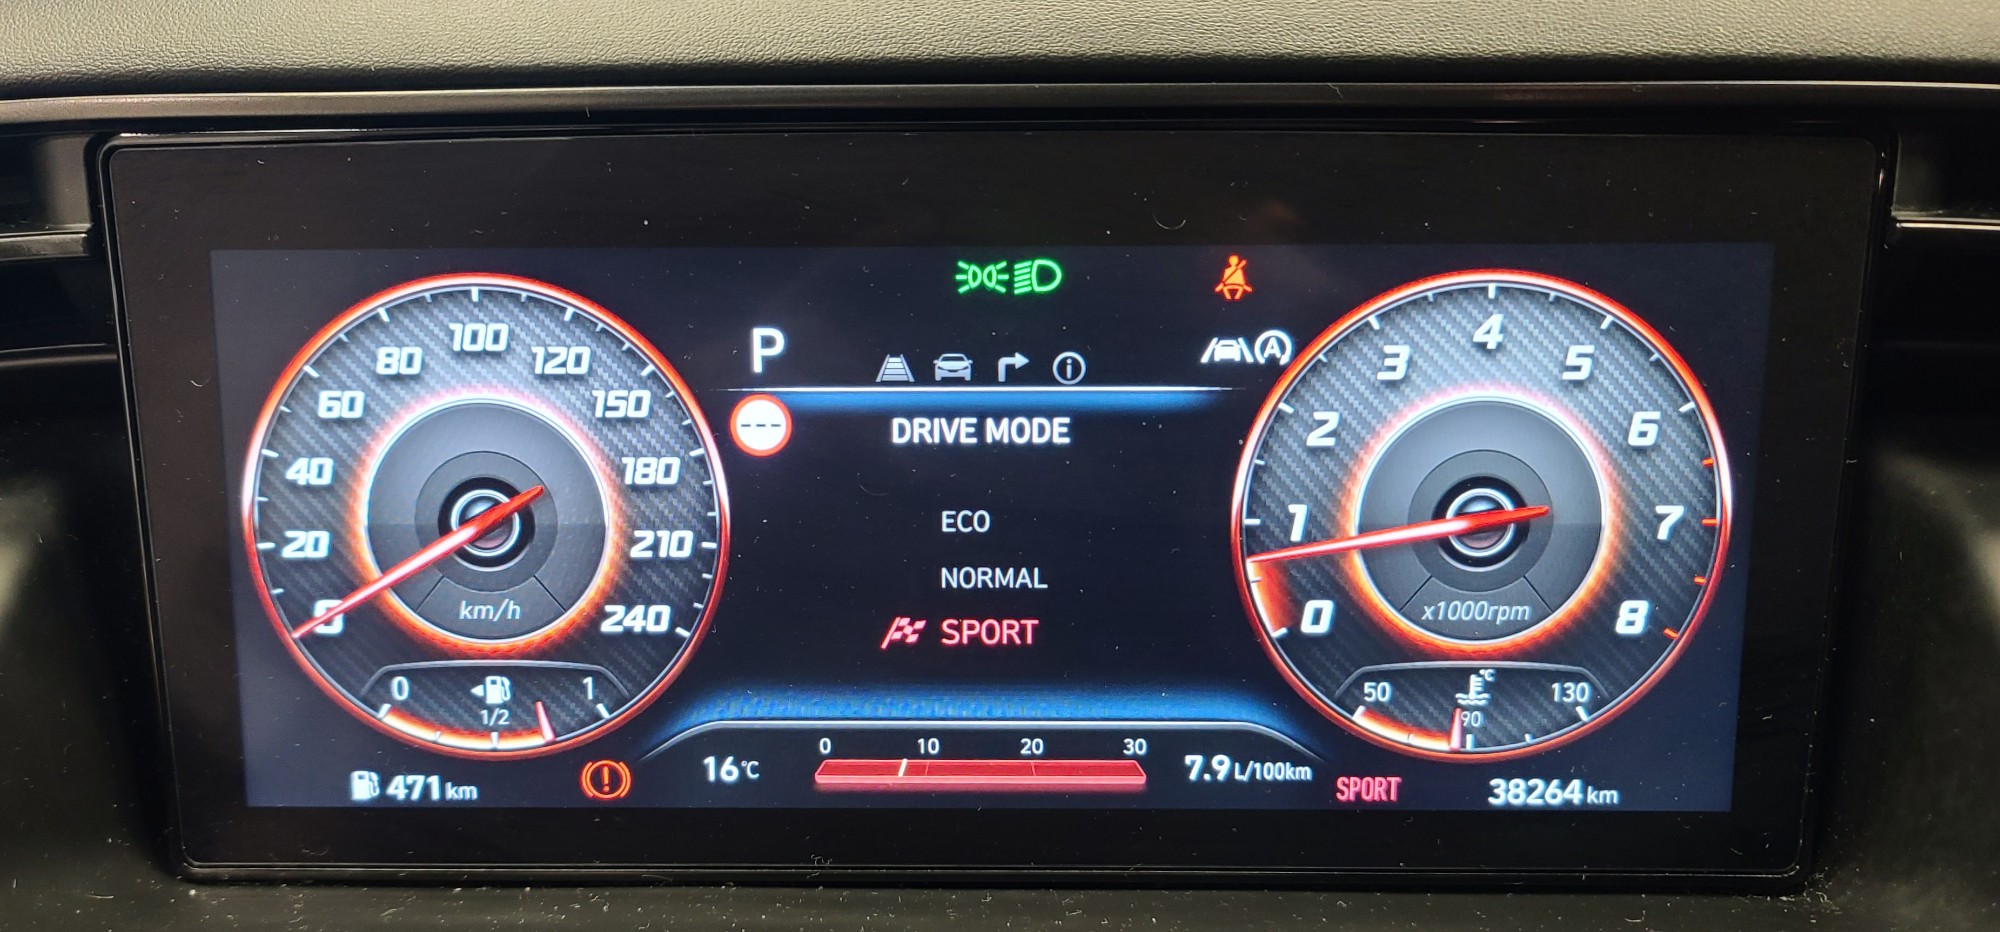 P
A
DRIVE MODE
ECO
NORMAL
SPORT
0
20
40
60
80
100
120
150
180
210
240
km/h
0
1/2
1
471 km
16°C
0 10 20 30
7.9 L/100km
0
1
2
3
4
5
6
7
8
x1000rpm
50
°C
90
130
SPORT
38264 km